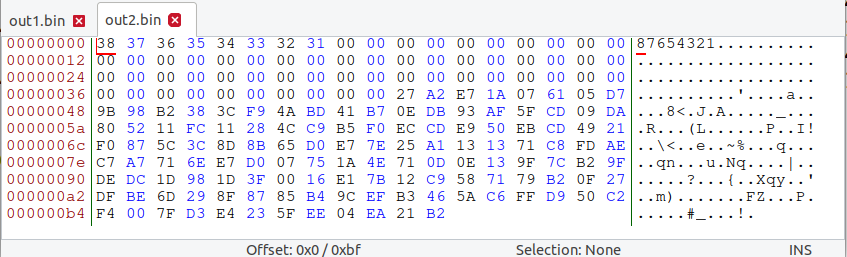 out1.bin out2.bin
00000000 38 37 36 35 34 33 32 31 00 00 00 00 00 00 00 00 00 00 87654321..........
00000012 00 00 00 00 00 00 00 00 00 00 00 00 00 00 00 00 00 00 ..................
00000024 00 00 00 00 00 00 00 00 00 00 00 00 00 00 00 00 00 00 ..................
00000036 00 00 00 00 00 00 00 00 00 00 27 A2 E7 1A 07 61 05 D7 ..........'....a..
00000048 9B 98 B2 38 3C F9 4A BD 41 B7 0E DB 93 AF 5F CD 09 DA ...8<.J.A....._...
0000005a 80 52 11 FC 11 28 4C C9 B5 F0 EC CD E9 50 EB CD 49 21 .R...(L......P..I!
0000006c F0 87 5C 3C 8D 8B 65 D0 E7 7E 25 A1 13 13 71 C8 FD AE ..\<..e..~%...q...
0000007e C7 A7 71 6E E7 D0 07 75 1A 4E 71 0D 0E 13 9F 7C B2 9F ..qn...u.Nq....|..
00000090 DE DC 1D 98 1D 3F 00 16 E1 7B 12 C9 58 71 79 B2 0F 27 .....?...{..Xqy..'
000000a2 DF BE 6D 29 8F 87 85 B4 9C EF B3 46 5A C6 FF D9 50 C2 ..m).......FZ...P.
000000b4 F4 00 7F D3 E4 23 5F EE 04 EA 21 B2 .....#_...!.
Offset: 0x0 / 0xbf Selection: None INS